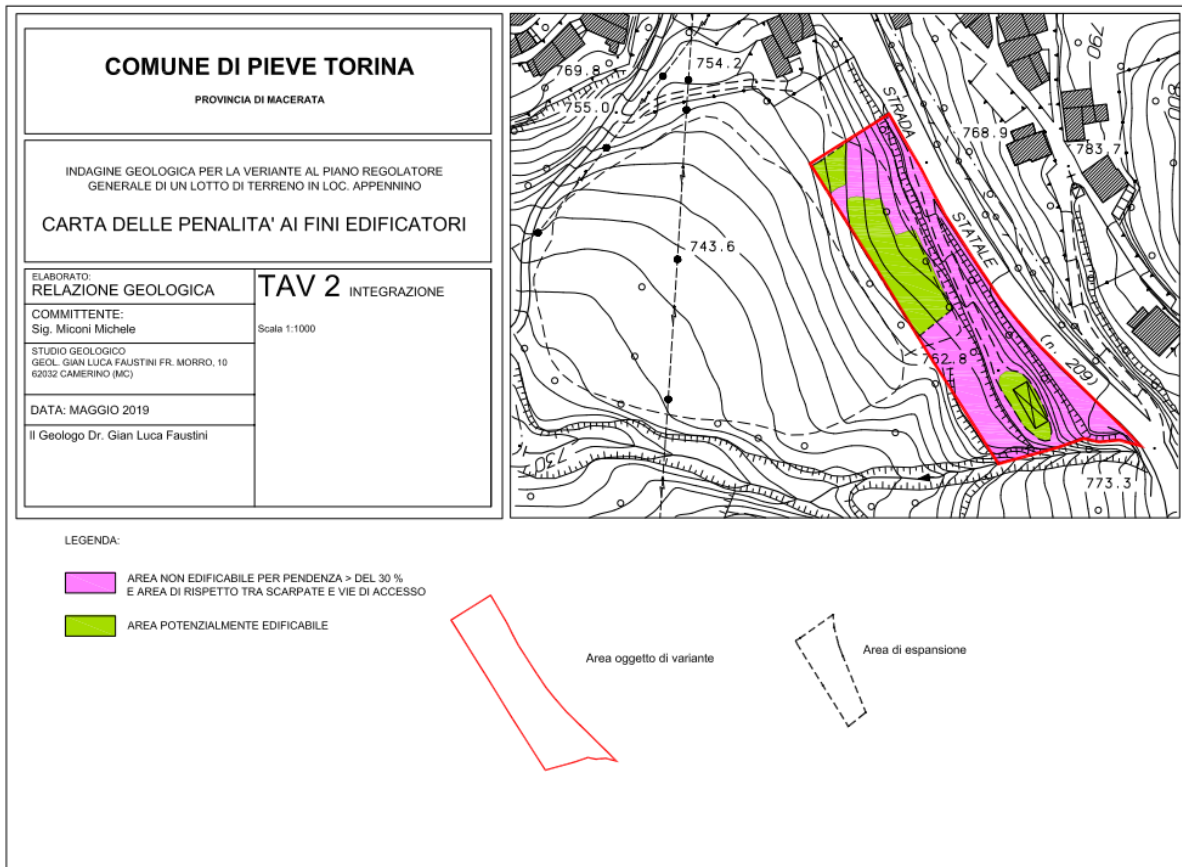 COMUNE DI PIEVE TORINA
PROVINCIA DI MACERATA
INDAGINE GEOLOGICA PER LA VERIANTE AL PIANO REGOLATORE
GENERALE DI UN LOTTO DI TERRENO IN LOC. APPENNINO
CARTA DELLE PENALITA' AI FINI EDIFICATORI
ELABORATO:
RELAZIONE GEOLOGICA
COMMITTENTE:
Sig. Miconi Michele
STUDIO GEOLOGICO
GEOL. GIAN LUCA FAUSTINI FR. MORRO, 10
62032 CAMERINO (MC)
DATA: MAGGIO 2019
Il Geologo Dr. Gian Luca Faustini
TAV 2 INTEGRAZIONE
Scala 1:1000
769.8
754.2
755.0
STRADA
768.9
783.7
790
800
743.6
STATALE
762.8
(n. 209)
730
773.3
LEGENDA:
AREA NON EDIFICABILE PER PENDENZA > DEL 30 %
E AREA DI RISPETTO TRA SCARPATE E VIE DI ACCESSO
AREA POTENZIALMENTE EDIFICABILE
Area oggetto di variante
Area di espansione